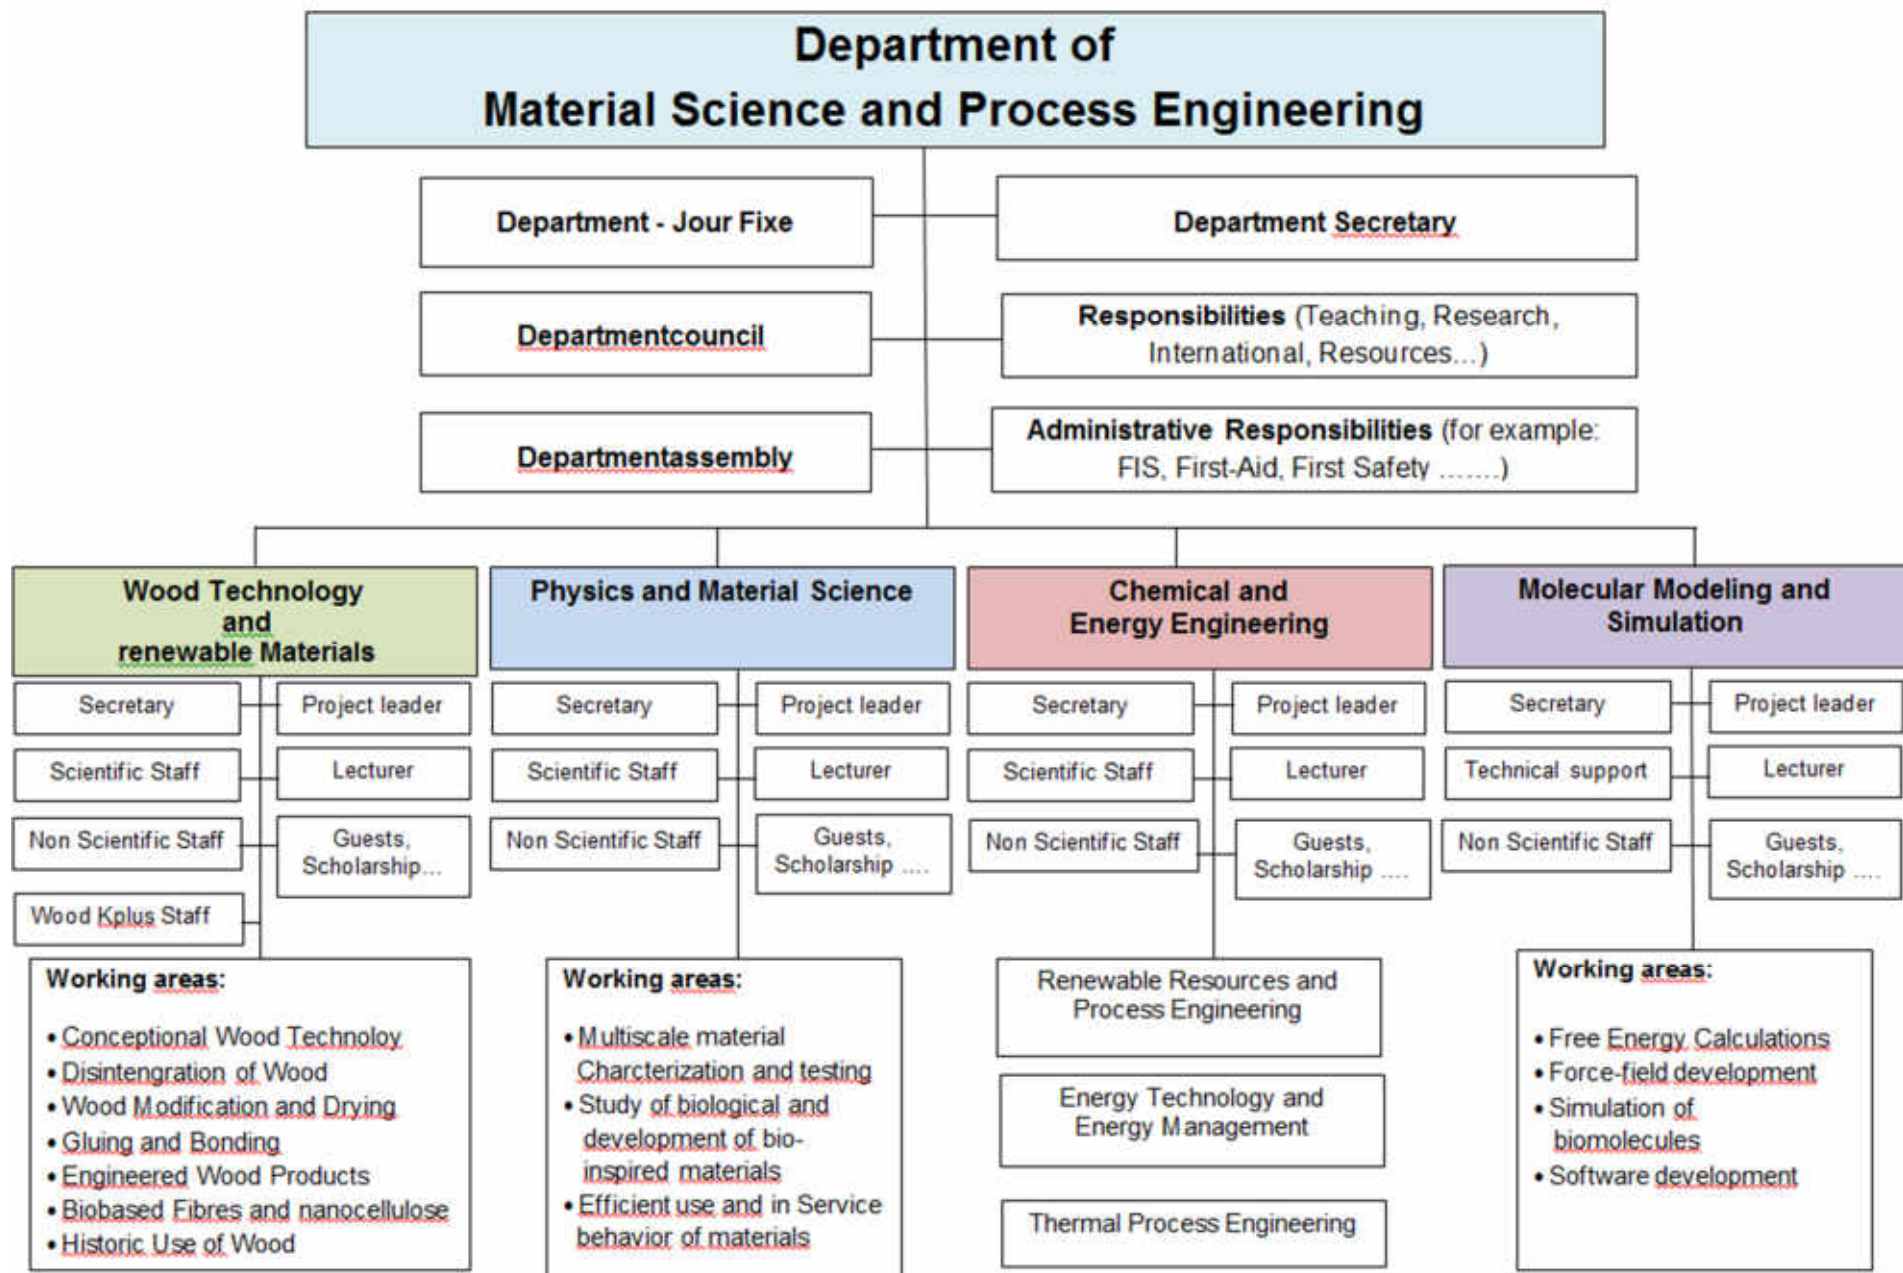 Department of
Material Science and Process Engineering
Department - Jour Fixe
Department Secretary
Departmentcouncil
Responsibilities (Teaching, Research,
International, Resources...)
Departmentassembly
Administrative Responsibilities (for example:
FIS, First-Aid, First Safety .......)
Wood Technology
and
renewable Materials
Physics and Material Science
Chemical and
Energy Engineering
Molecular Modeling and
Simulation
Secretary
Project leader
Scientific Staff
Lecturer
Non Scientific Staff
Guests,
Scholarship...
Wood Kplus Staff
Secretary
Project leader
Scientific Staff
Lecturer
Non Scientific Staff
Guests,
Scholarship ....
Secretary
Project leader
Scientific Staff
Lecturer
Non Scientific Staff
Guests,
Scholarship ....
Secretary
Project leader
Technical support
Lecturer
Non Scientific Staff
Guests,
Scholarship ....
Working areas:
• Conceptional Wood Technoloy
• Disintengration of Wood
• Wood Modification and Drying
• Gluing and Bonding
• Engineered Wood Products
• Biobased Fibres and nanocellulose
• Historic Use of Wood
Working areas:
• Multiscale material
Charcterization and testing
• Study of biological and
development of bio-
inspired materials
• Efficient use and in Service
behavior of materials
Renewable Resources and
Process Engineering
Energy Technology and
Energy Management
Thermal Process Engineering
Working areas:
• Free Energy Calculations
• Force-field development
• Simulation of
biomolecules
• Software development